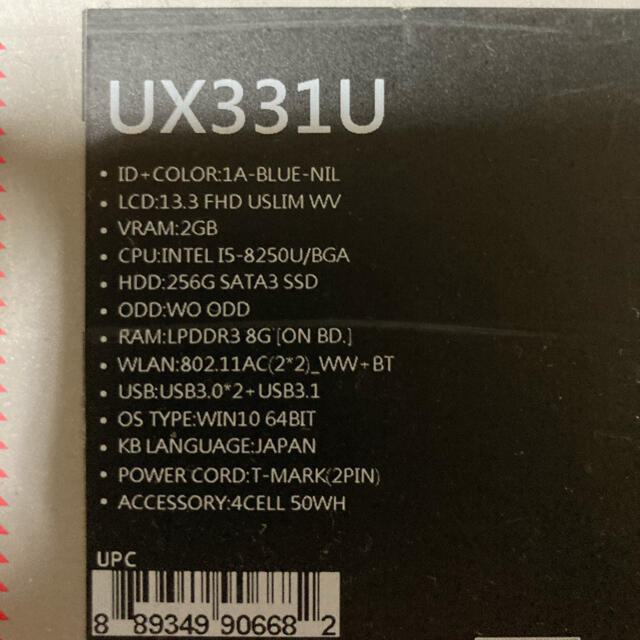 UX331U
• ID+COLOR:1A-BLUE-NIL
• LCD:13.3 FHD USLIM WV
• VRAM:2GB
• CPU:INTEL I5-8250U/BGA
• HDD:256G SATA3 SSD
• ODD:WO ODD
• RAM:LPDDR3 8G [ON BD.]
• WLAN:802.11AC(2*2)_WW+BT
• USB:USB3.0*2+USB3.1
• OS TYPE:WIN10 64BIT
• KB LANGUAGE:JAPAN
• POWER CORD:T-MARK(2PIN)
• ACCESSORY:4CELL 50WH
UPC
8 89349 90668 2